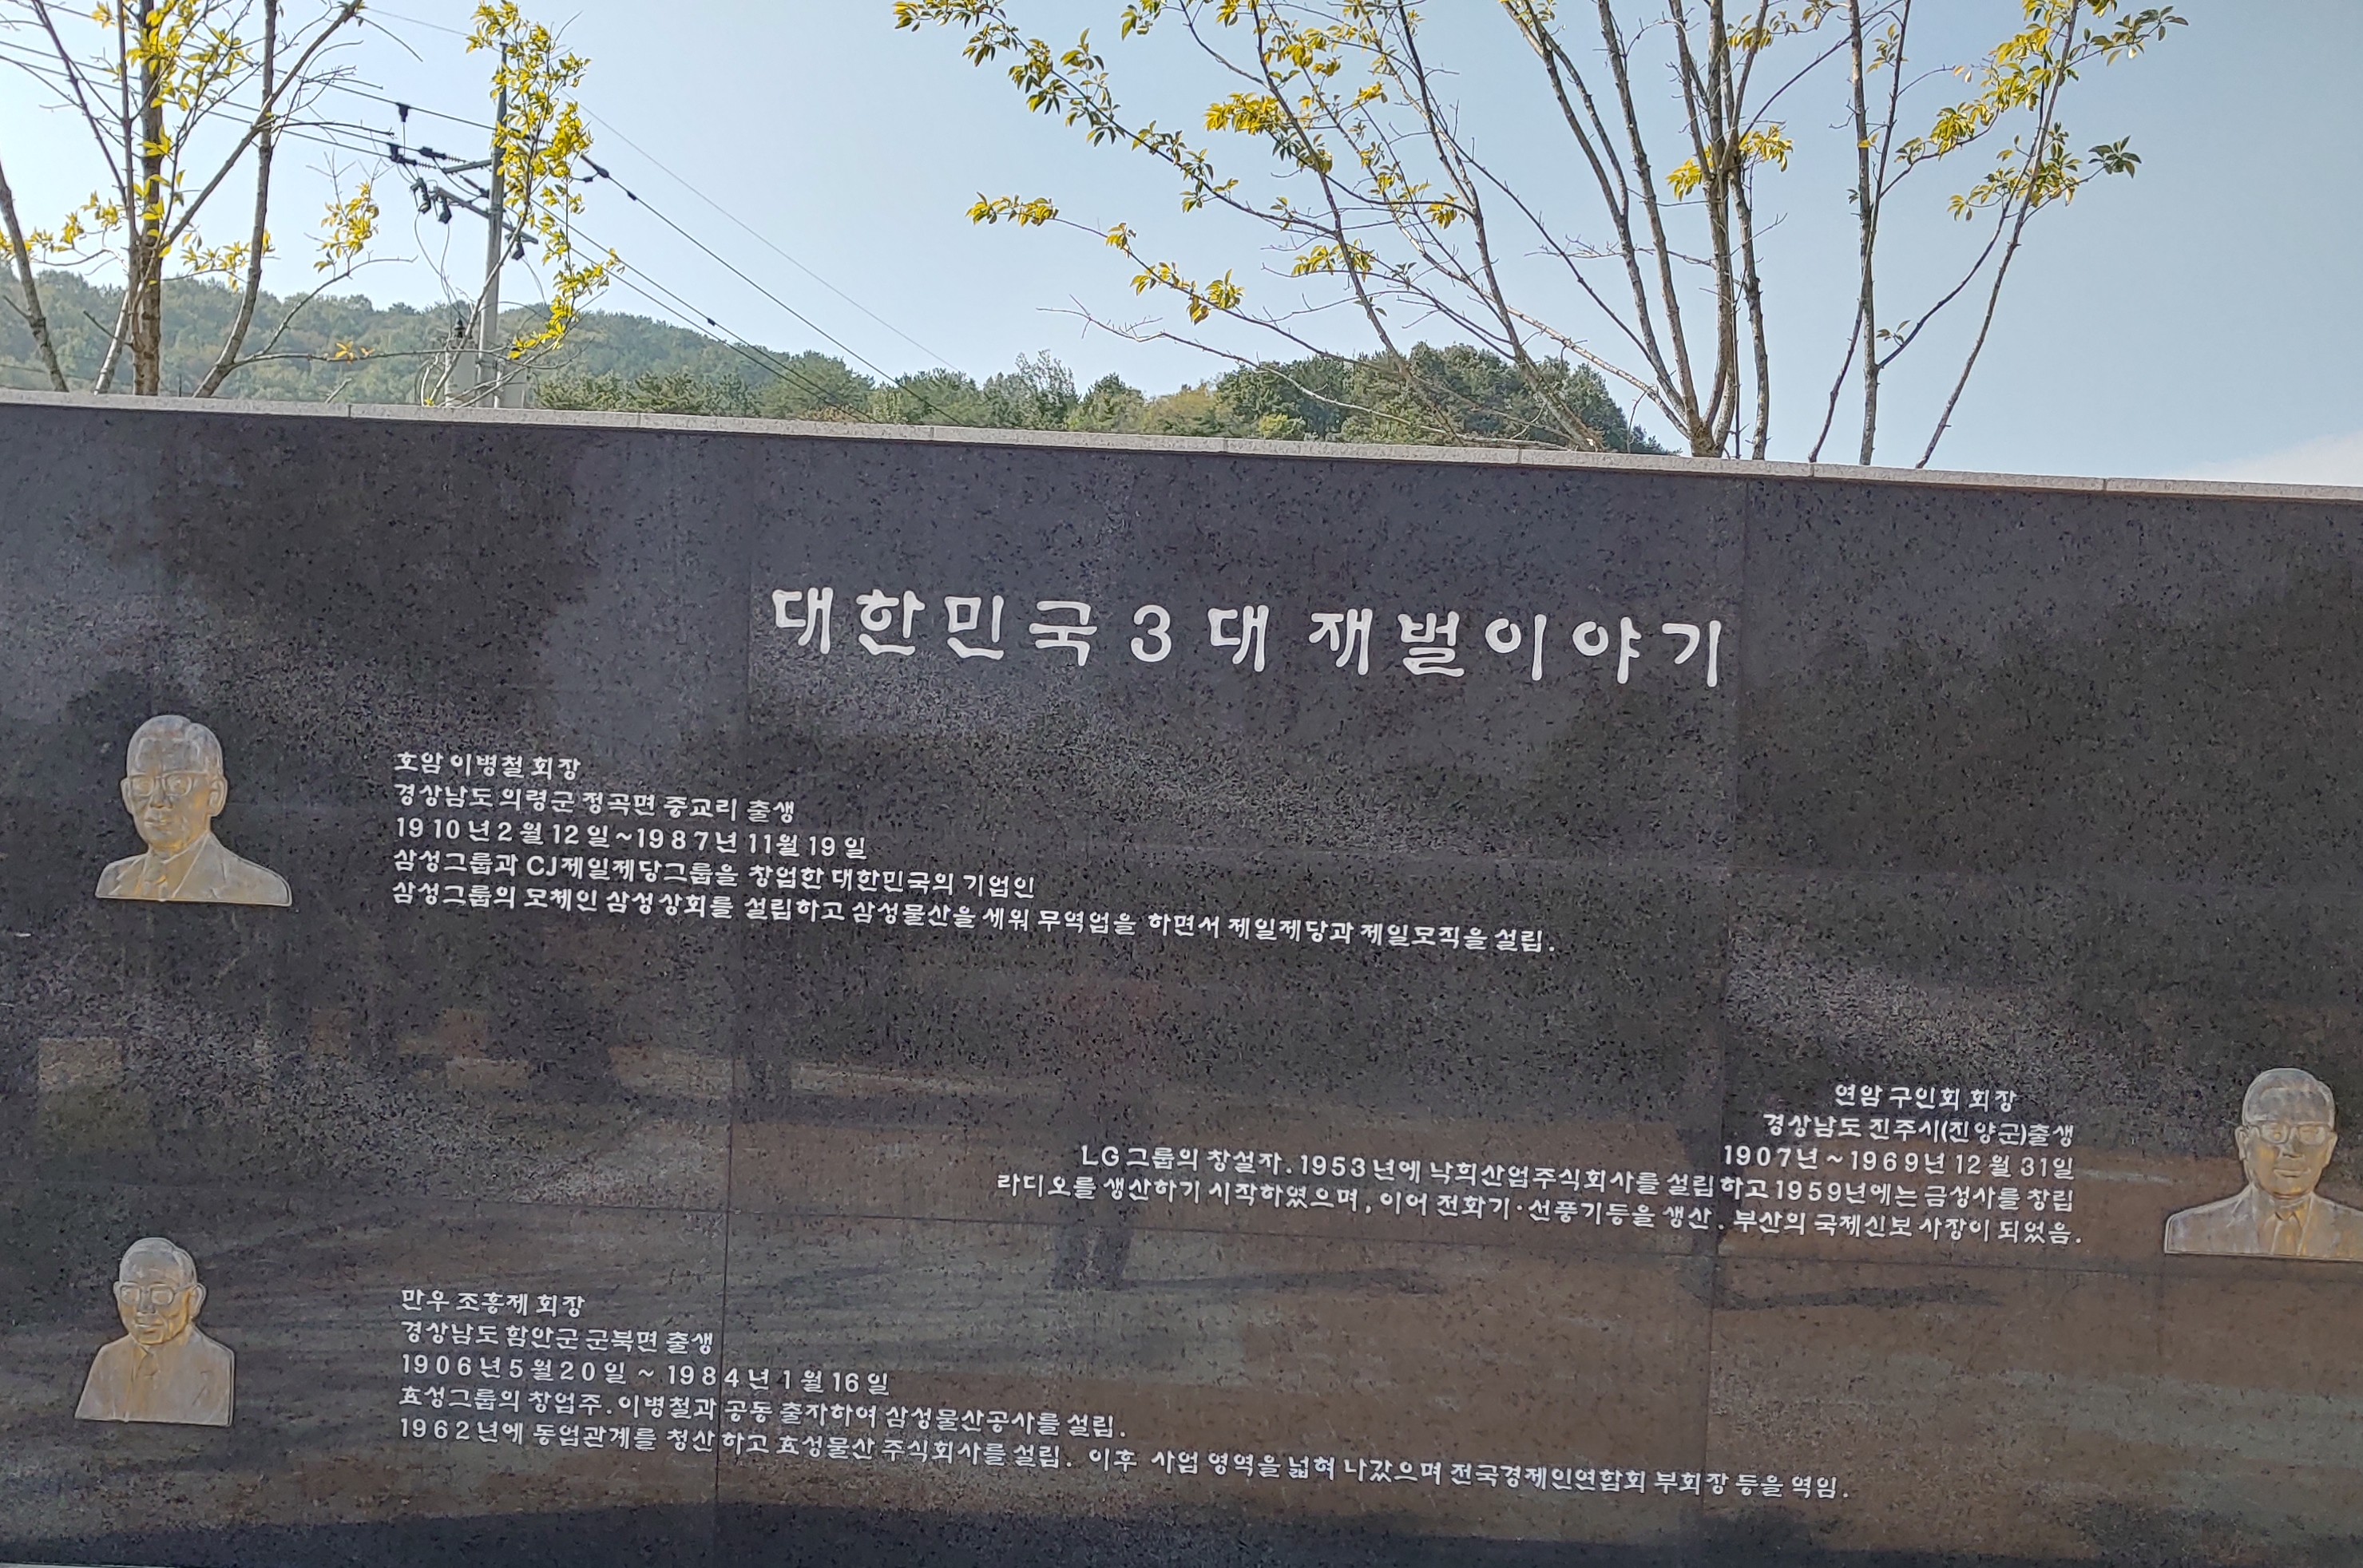 대한민국 3대 재벌이야기
호암 이병철 회장
경상남도 의령군 정곡면 중교리 출생
1910년 2월 12일 ~ 1987년 11월 19일
삼성그룹과 CJ제일제당그룹을 창업한 대한민국의 기업인
삼성그룹의 모체인 삼성상회를 설립하고 삼성물산을 세워 무역업을 하면서 제일제당과 제일모직을 설립.
연암 구인회 회장
경상남도 진주시(진양군)출생
1907년 ~ 1969년 12월 31일
LG그룹의 창설자. 1953년에 낙희산업주식회사를 설립하고 1959년에는 금성사를 창립
라디오를 생산하기 시작하였으며, 이어 전화기·선풍기등을 생산. 부산의 국제신보 사장이 되었음.
만우 조홍제 회장
경상남도 함안군 군북면 출생
1906년 5월 20일 ~ 1984년 1월 16일
효성그룹의 창업주. 이병철과 공동 출자하여 삼성물산공사를 설립.
1962년에 동업관계를 청산하고 효성물산 주식회사를 설립. 이후 사업 영역을 넓혀 나갔으며 전국경제인연합회 부회장 등을 역임.